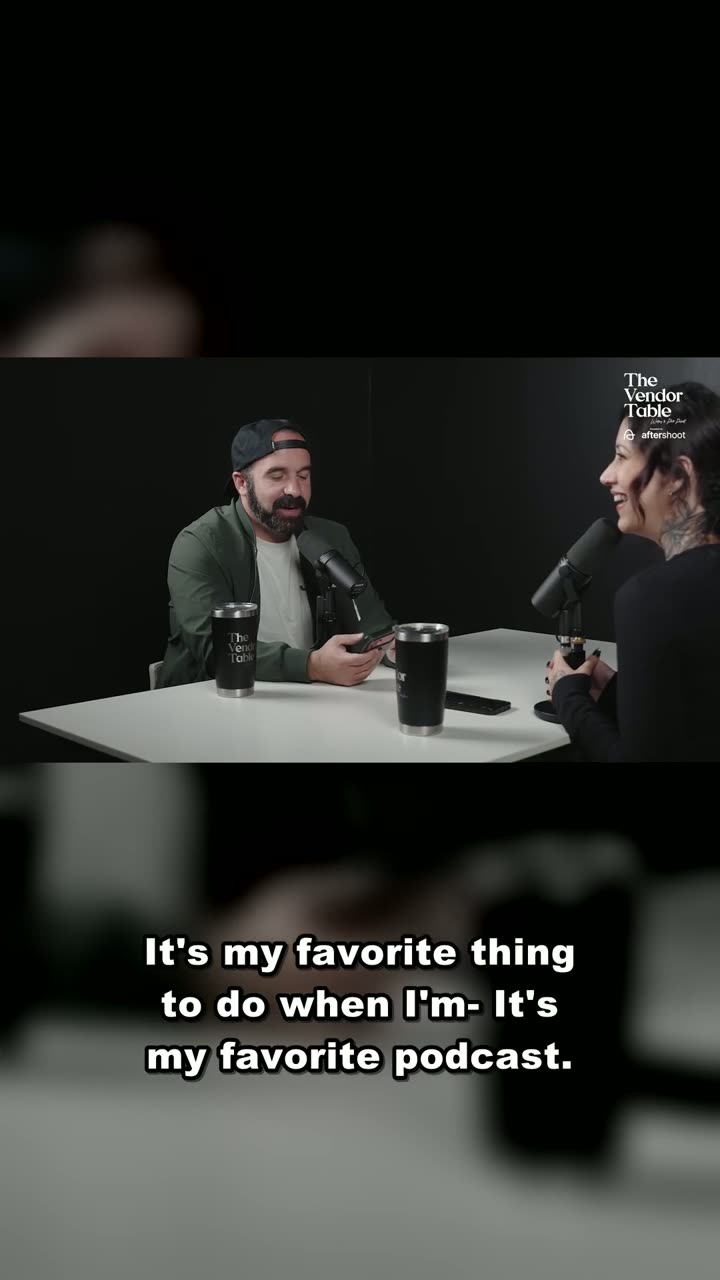 The
Vendor
Table
aftershoot
The
Vendor
Table
It's my favorite thing
to do when I'm- It's
my favorite podcast.